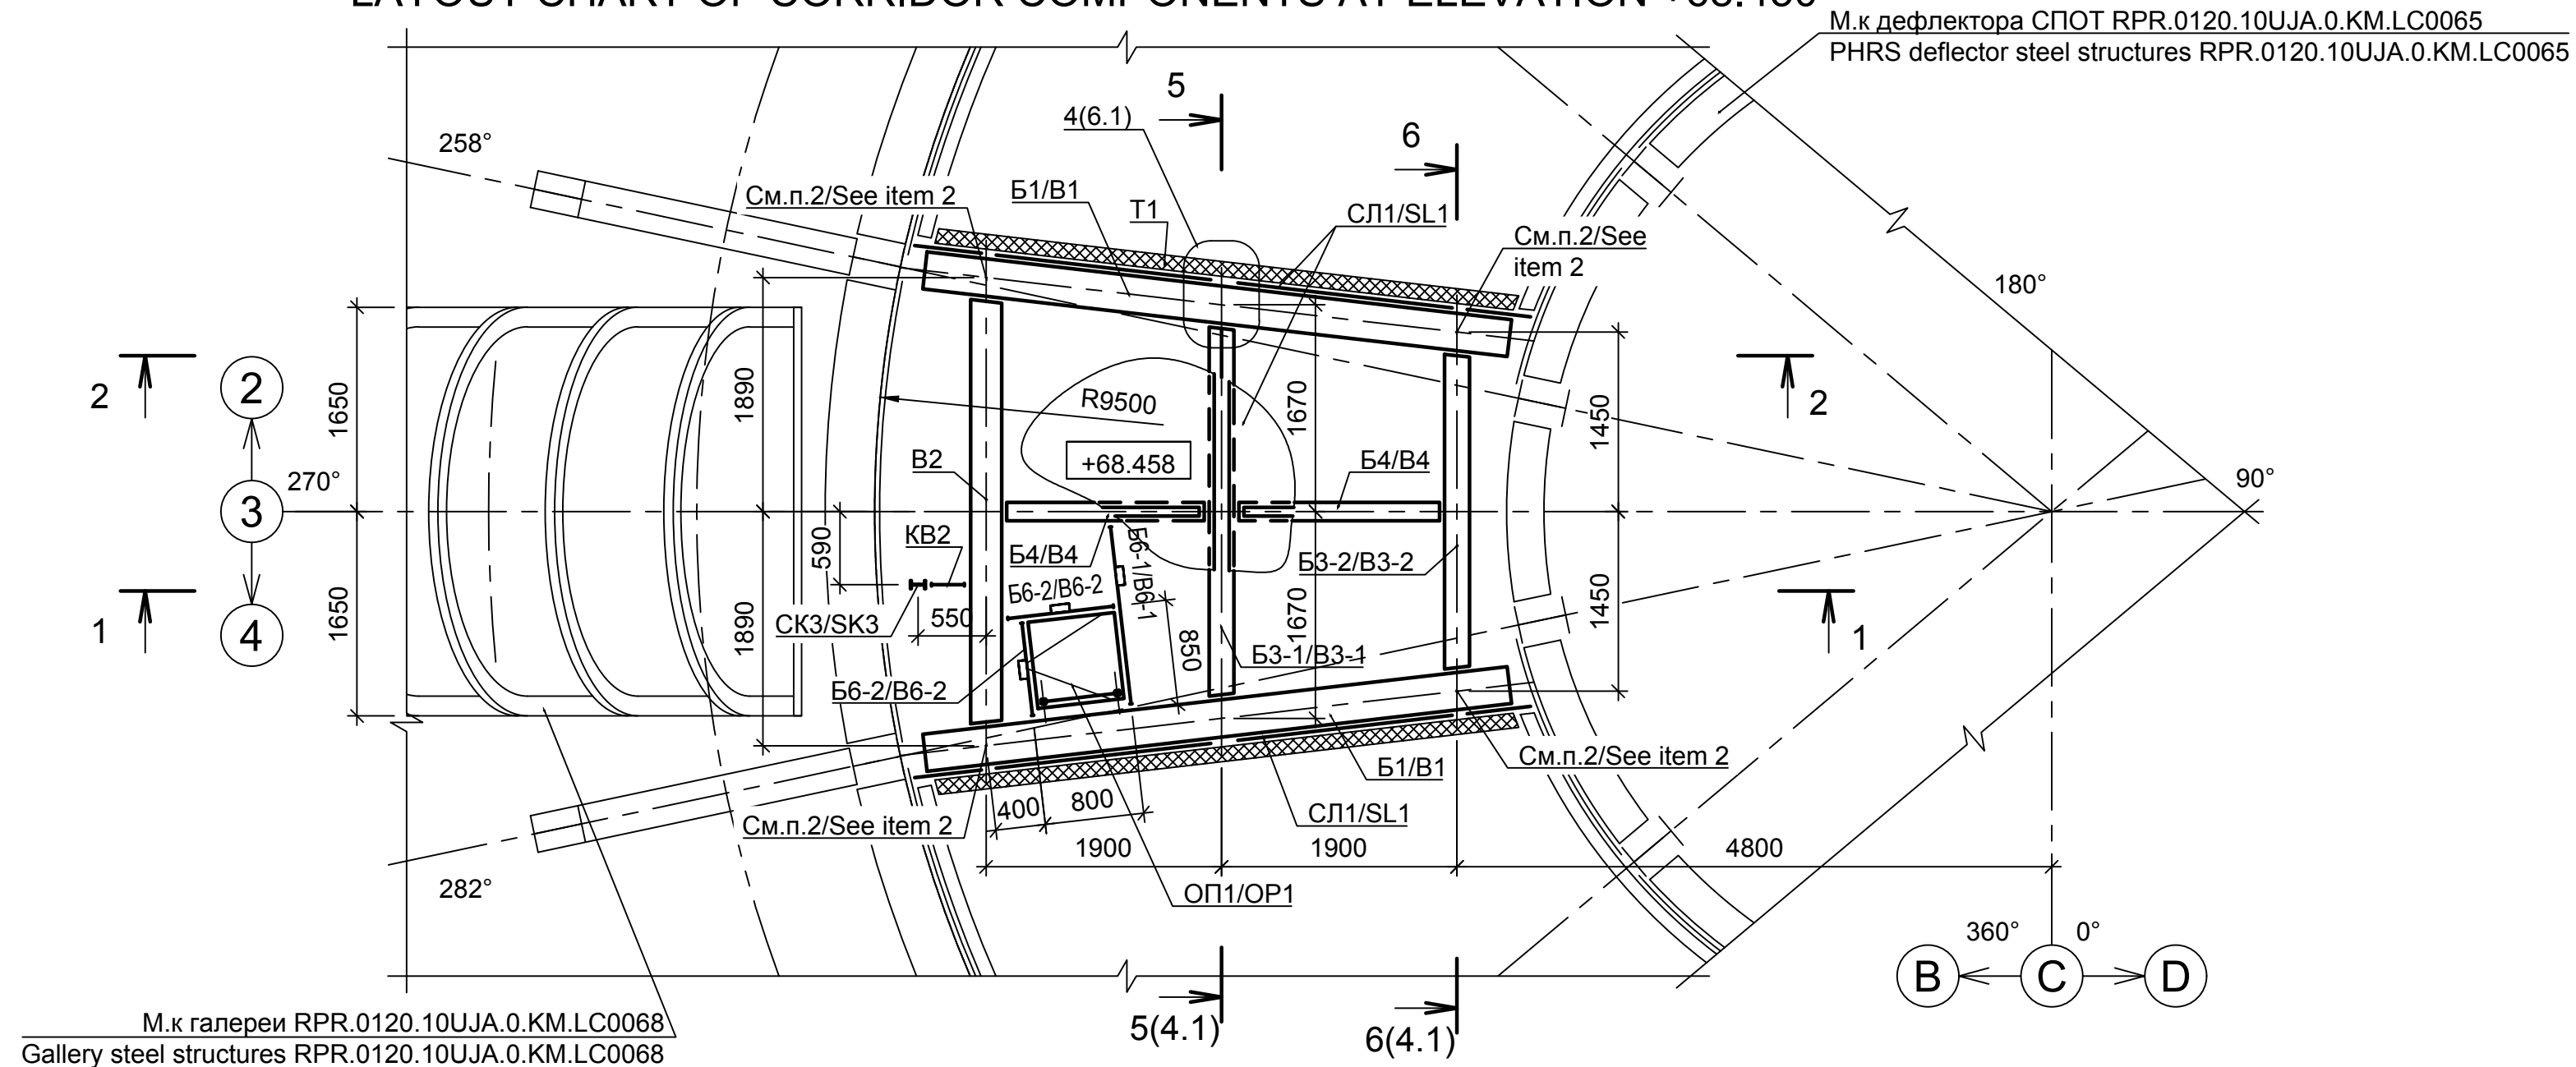 М.к дефлектора СПОТ RPR.0120.10UJA.0.KM.LC0065
PHRS deflector steel structures RPR.0120.10UJA.0.KM.LC0065
5
6
4(6.1)
258°
См.п.2/See item 2
Б1/B1
Т1
СЛ1/SL1
См.п.2/See
item 2
180°
2
2
2
1650
1890
R9500
1670
1450
+68.458
В2
Б4/В4
270°
3
90°
590
КВ2
Б4/В4
Б6-1/В6-1
Б3-2/В3-2
Б6-2/В6-2
1
4
1650
СК3/SK3
550
1890
850
1670
1450
1
Б3-1/В3-1
Б6-2/В6-2
См.п.2/See item 2
Б1/В1
400
800
СЛ1/SL1
См.п.2/See item 2
1900
1900
4800
282°
ОП1/OP1
360°
0°
B
C
D
5(4.1)
6(4.1)
М.к галереи RPR.0120.10UJA.0.KM.LC0068
Gallery steel structures RPR.0120.10UJA.0.KM.LC0068